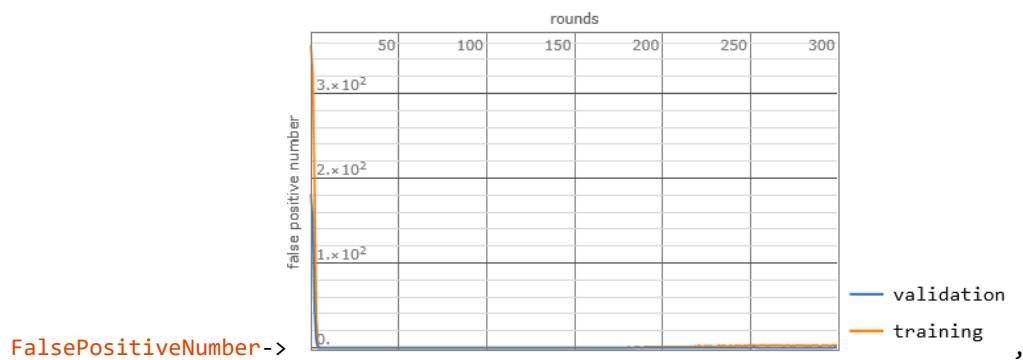 rounds
50 100 150 200 250 300
3.×10²
2.×10²
1.×10²
0.
false positive number
validation
training
FalsePositiveNumber-> ,